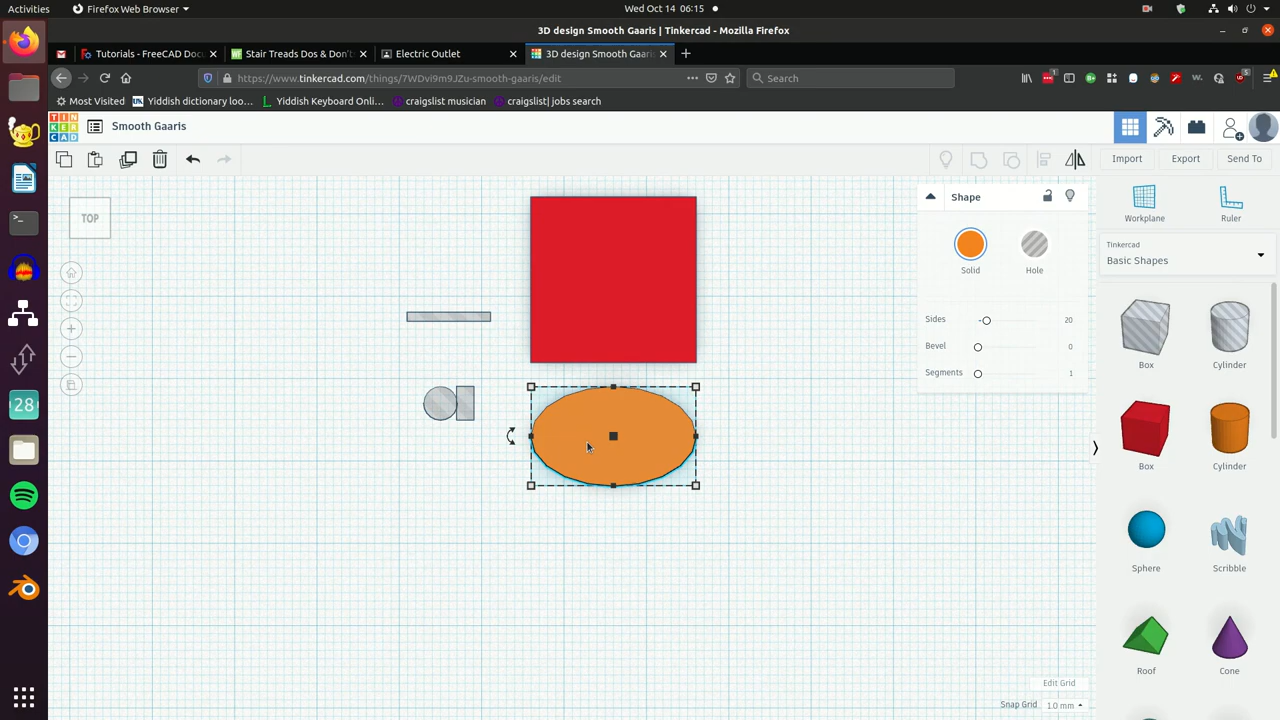 Activities
Firefox Web Browser
Wed Oct 14 06:15
3D design Smooth Gaaris | Tinkercad - Mozilla Firefox
Tutorials - FreeCAD Doc
Stair Treads Dos & Don't
Electric Outlet
3D design Smooth Gaaris
https://www.tinkercad.com/things/7WDvi9m9JZu-smooth-gaaris/edit
Search
Most Visited
Yiddish dictionary loo...
Yiddish Keyboard Onli...
craigslist musician
craigslist| jobs search
TIN
KER
CAD
Smooth Gaaris
Import
Export
Send To
TOP
Shape
Solid
Hole
Sides
20
Bevel
0
Segments
1
Workplane
Ruler
Tinkercad
Basic Shapes
Box
Cylinder
Box
Cylinder
Sphere
Scribble
Roof
Cone
28
Edit Grid
Snap Grid
1.0 mm